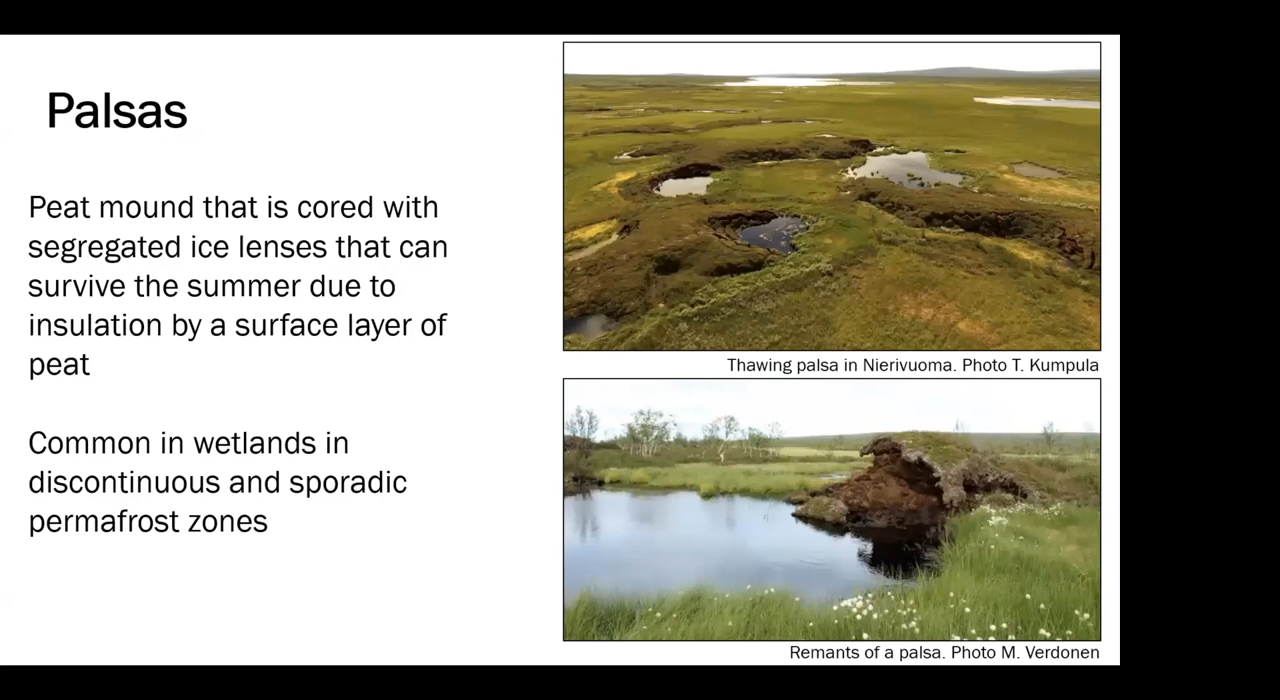 Palsas
Peat mound that is cored with
segregated ice lenses that can
survive the summer due to
insulation by a surface layer of
peat
Common in wetlands in
discontinuous and sporadic
permafrost zones
Thawing palsa in Nierivuoma. Photo T. Kumpula
Remants of a palsa. Photo M. Verdonen